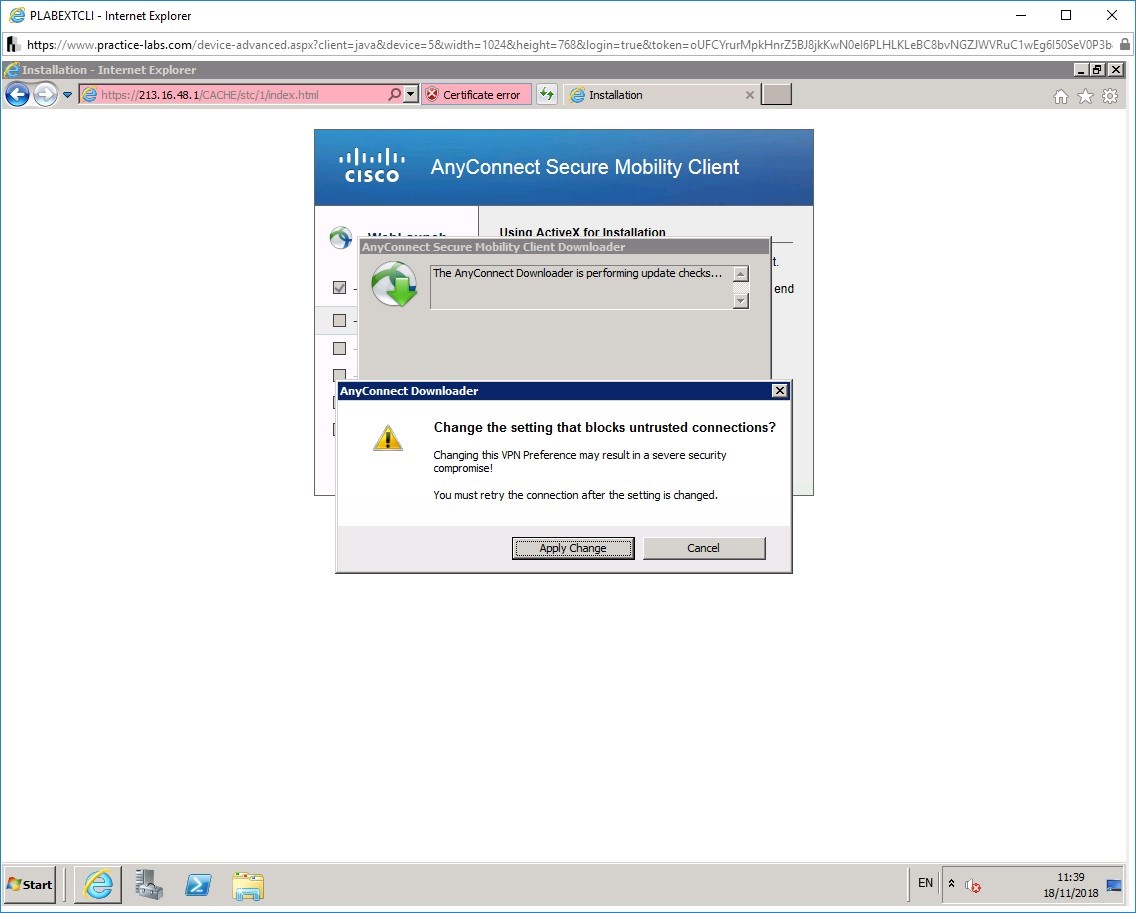 PLABEXTCLI - Internet Explorer
https://www.practice-labs.com/device-advanced.aspx?client=java&device=5&width=1024&height=768&login=true&token=oUFCYrurMpkHnrZ5BJ8jkKwN0el6PLHLKLeBC8bvNGZJWVRuC1wEg6l50SeV0P3b
Installation - Internet Explorer
https://213.16.48.1/CACHE/stc/1/index.html
Certificate error
Installation
CISCO
AnyConnect Secure Mobility Client
WebLaunch
Using ActiveX for Installation
t.
end
AnyConnect Secure Mobility Client Downloader
The AnyConnect Downloader is performing update checks...
AnyConnect Downloader
Change the setting that blocks untrusted connections?
Changing this VPN Preference may result in a severe security
compromise!
You must retry the connection after the setting is changed.
Apply Change
Cancel
Start
EN
11:39
18/11/2018